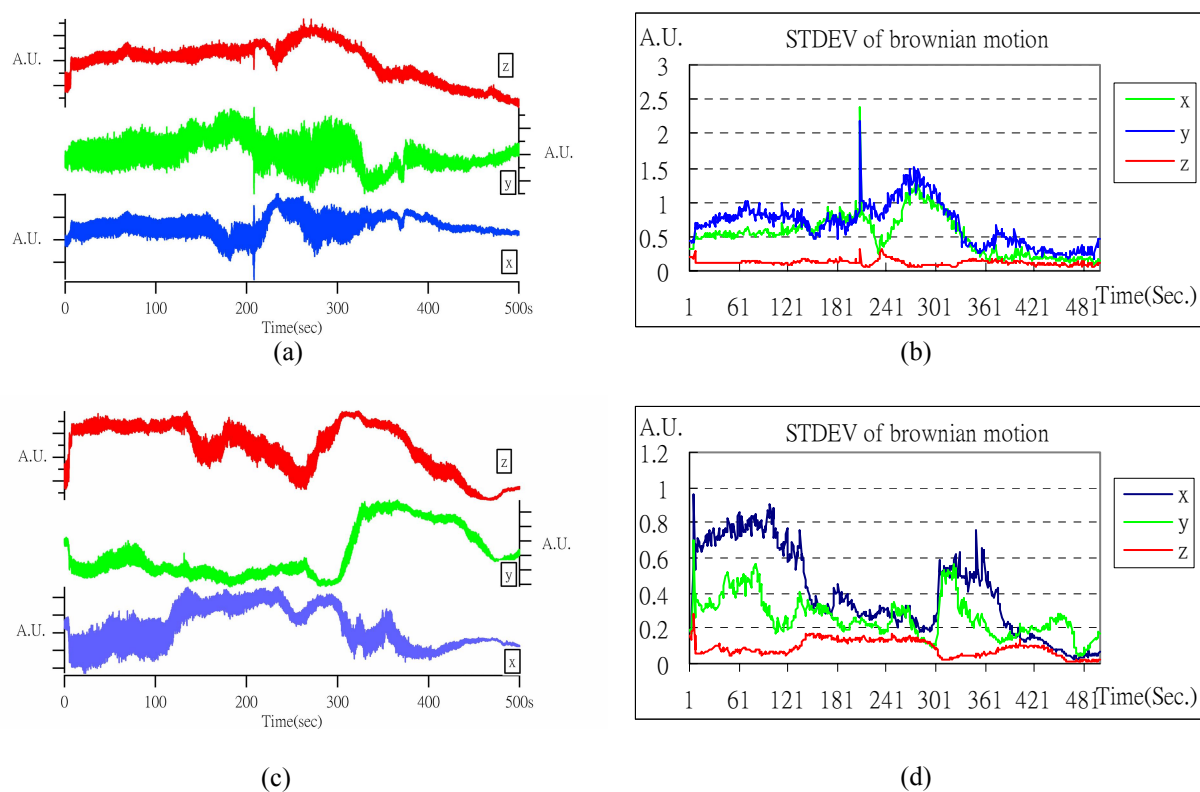 A.U.
z
A.U.
y
A.U.
x
0 100 200 300 400 500s
Time(sec)
(a)
A.U.
STDEV of brownian motion
3
2.5
2
1.5
1
0.5
0
1 61 121 181 241 301 361 421 481
Time(Sec.)
x
y
z
(b)
A.U.
z
A.U.
y
A.U.
x
0 100 200 300 400 500s
Time(sec)
(c)
A.U.
STDEV of brownian motion
1.2
1
0.8
0.6
0.4
0.2
0
1 61 121 181 241 301 361 421 481
Time(Sec.)
x
y
z
(d)